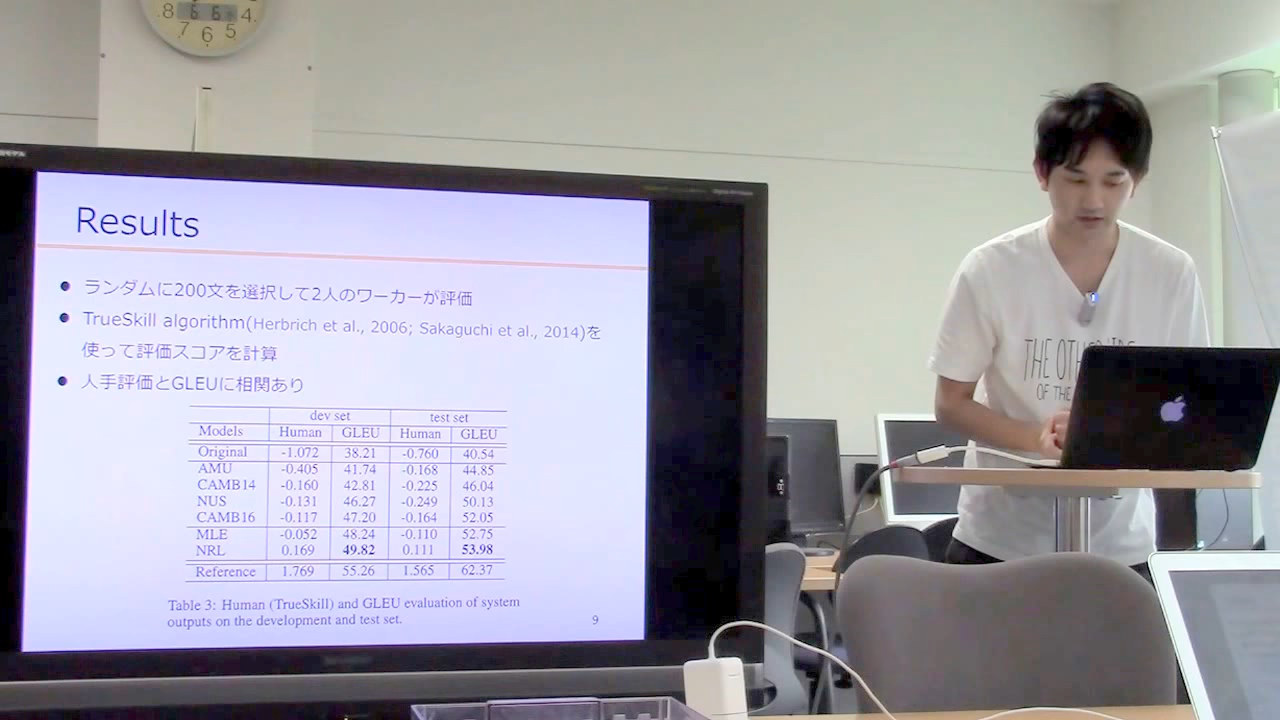 8 6 6 4
7 6 5
Results
● ランダムに200文を選択して2人のワーカーが評価
● TrueSkill algorithm(Herbrich et al., 2006; Sakaguchi et al., 2014)を
使って評価スコアを計算
● 人手評価とGLEUに相関あり
dev set test set
Models Human GLEU Human GLEU
Original -1.072 38.21 -0.760 40.54
AMU -0.405 41.74 -0.168 44.85
CAMB14 -0.160 42.81 -0.225 46.04
NUS -0.131 46.27 -0.249 50.13
CAMB16 -0.117 47.20 -0.164 52.05
MLE -0.052 48.24 -0.110 52.75
NRL 0.169 49.82 0.111 53.98
Reference 1.769 55.26 1.565 62.37
Table 3: Human (TrueSkill) and GLEU evaluation of system
outputs on the development and test set.
9
THE
OF THE